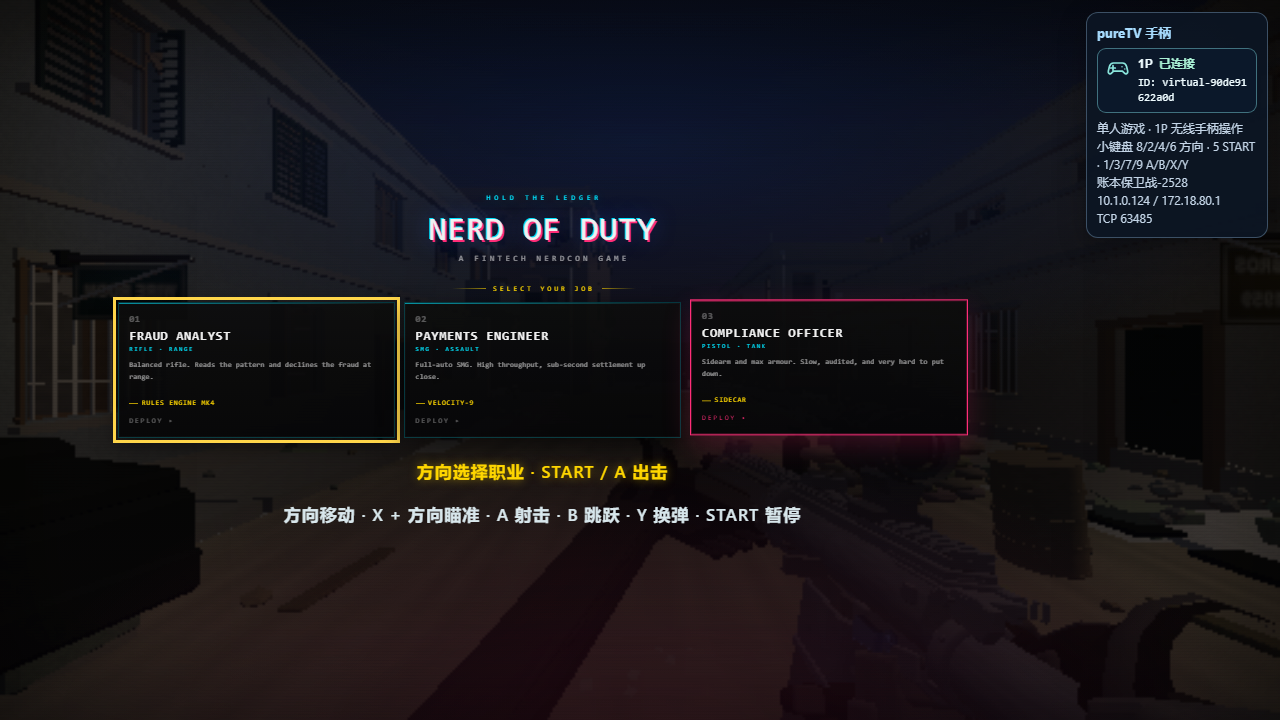 HOLD THE LEDGER
NERD OF DUTY
A FINTECH NERDCON GAME
SELECT YOUR JOB
01
FRAUD ANALYST
RIFLE · RANGE
Balanced rifle. Reads the pattern and declines the fraud at
range.
— RULES ENGINE MK4
DEPLOY ▸
02
PAYMENTS ENGINEER
SMG · ASSAULT
Full-auto SMG. High throughput, sub-second settlement up
close.
— VELOCITY-9
DEPLOY ▸
03
COMPLIANCE OFFICER
PISTOL · TANK
Sidearm and max armour. Slow, audited, and very hard to put
down.
— SIDECAR
DEPLOY ▸
方向选择职业 · START / A 出击
方向移动 · X + 方向瞄准 · A 射击 · B 跳跃 · Y 换弹 · START 暂停
pureTV 手柄
1P 已连接
ID: virtual-90de91
622a0d
单人游戏 · 1P 无线手柄操作
小键盘 8/2/4/6 方向 · 5 START
· 1/3/7/9 A/B/X/Y
账本保卫战-2528
10.1.0.124 / 172.18.80.1
TCP 63485